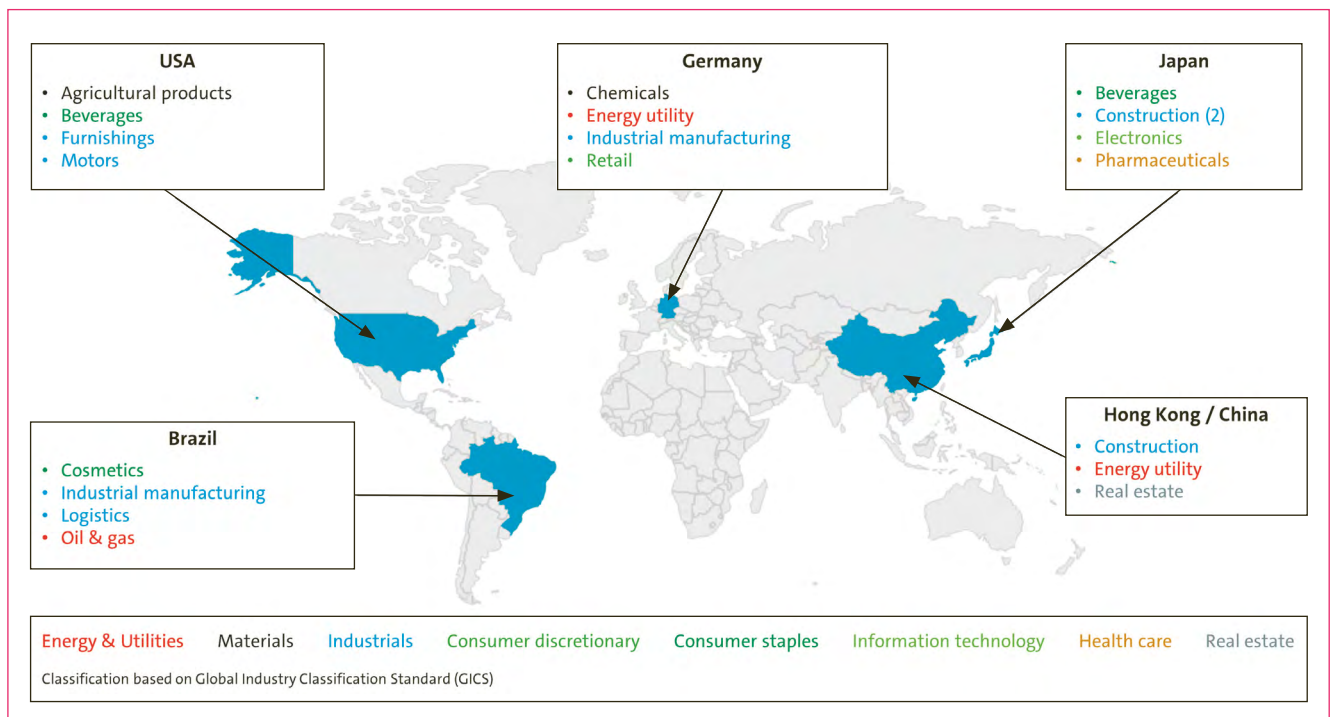 USA
• Agricultural products
• Beverages
• Furnishings
• Motors
Germany
• Chemicals
• Energy utility
• Industrial manufacturing
• Retail
Japan
• Beverages
• Construction (2)
• Electronics
• Pharmaceuticals
Brazil
• Cosmetics
• Industrial manufacturing
• Logistics
• Oil & gas
Hong Kong / China
• Construction
• Energy utility
• Real estate
Energy & Utilities Materials Industrials Consumer discretionary Consumer staples Information technology Health care Real estate
Classification based on Global Industry Classification Standard (GICS)